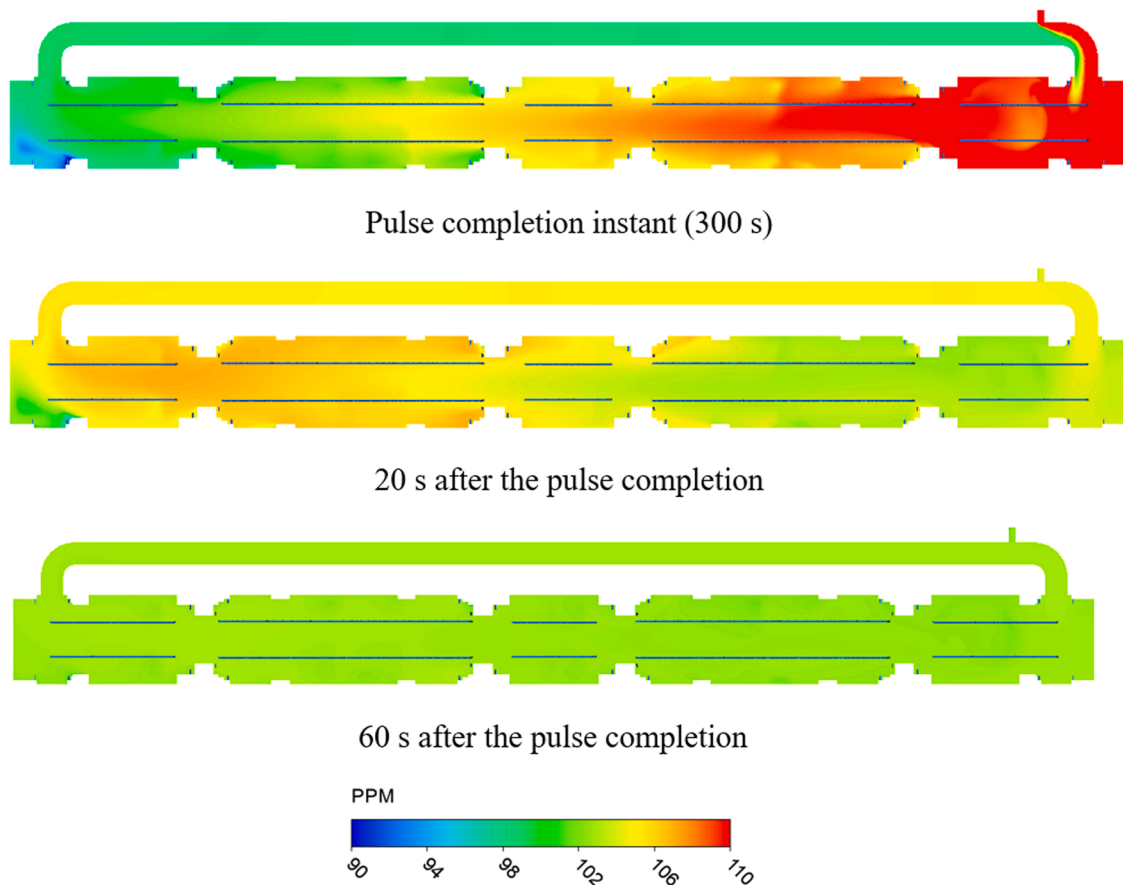 Pulse completion instant (300 s)
20 s after the pulse completion
60 s after the pulse completion
PPM
90 94 98 102 106 110